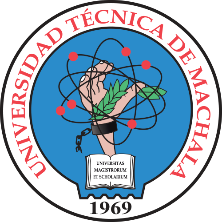 UNIVERSIDAD TÉCNICA DE MACHALA
UNIVERSITAS
MAGISTRORUM
ET SCHOLARIUM
1969